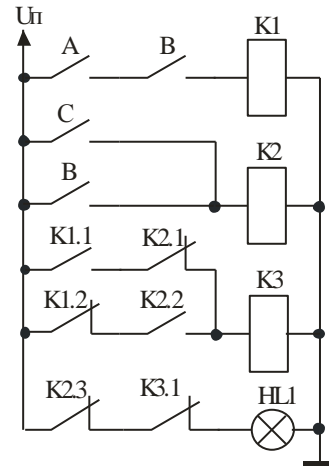 Uп
A B K1
C
B K2
K1.1 K2.1
K3
K1.2 K2.2
K2.3 K3.1 HL1